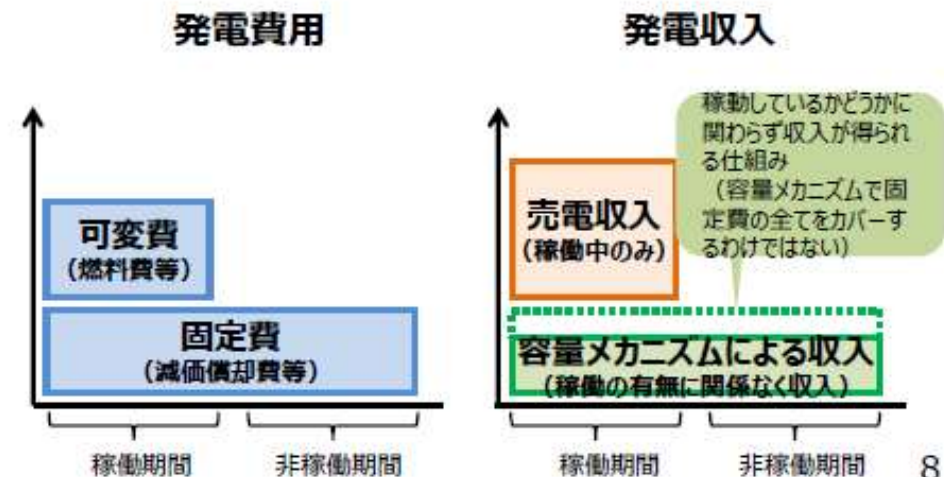 発電費用
発電収入
可変費
（燃料費等）
固定費
（減価償却費等）
稼働期間
非稼働期間
稼働しているかどうかに
関わらず収入が得られ
る仕組み
（容量メカニズムで固
定費の全てをカバーす
るわけではない）
売電収入
（稼働中のみ）
容量メカニズムによる収入
（稼働の有無に関係なく収入）
稼働期間
非稼働期間
8